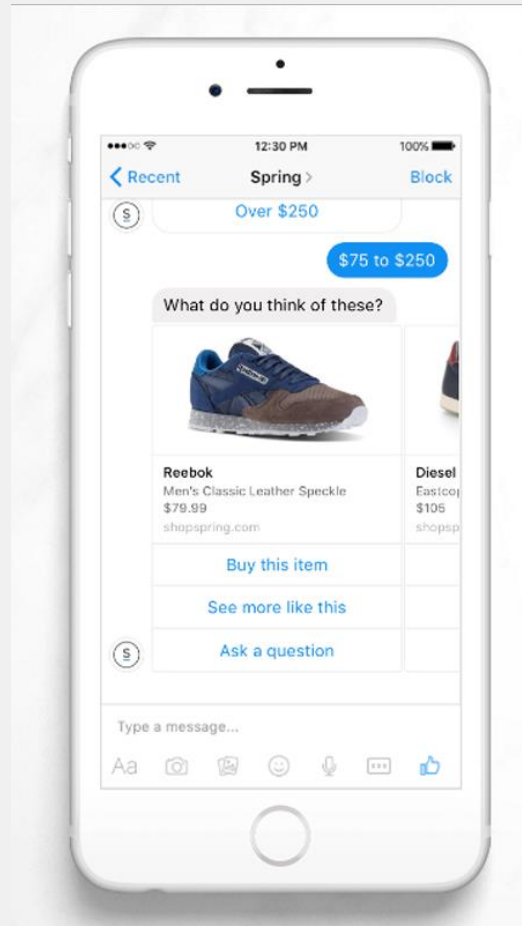 12:30 PM
100%
Recent
Spring
Block
S
Over $250
$75 to $250
What do you think of these?
Reebok
Reebok
Men's Classic Leather Speckle
$79.99
shopspring.com
Diesel
$105
Buy this item
See more like this
Ask a question
S
Type a message...
Aa